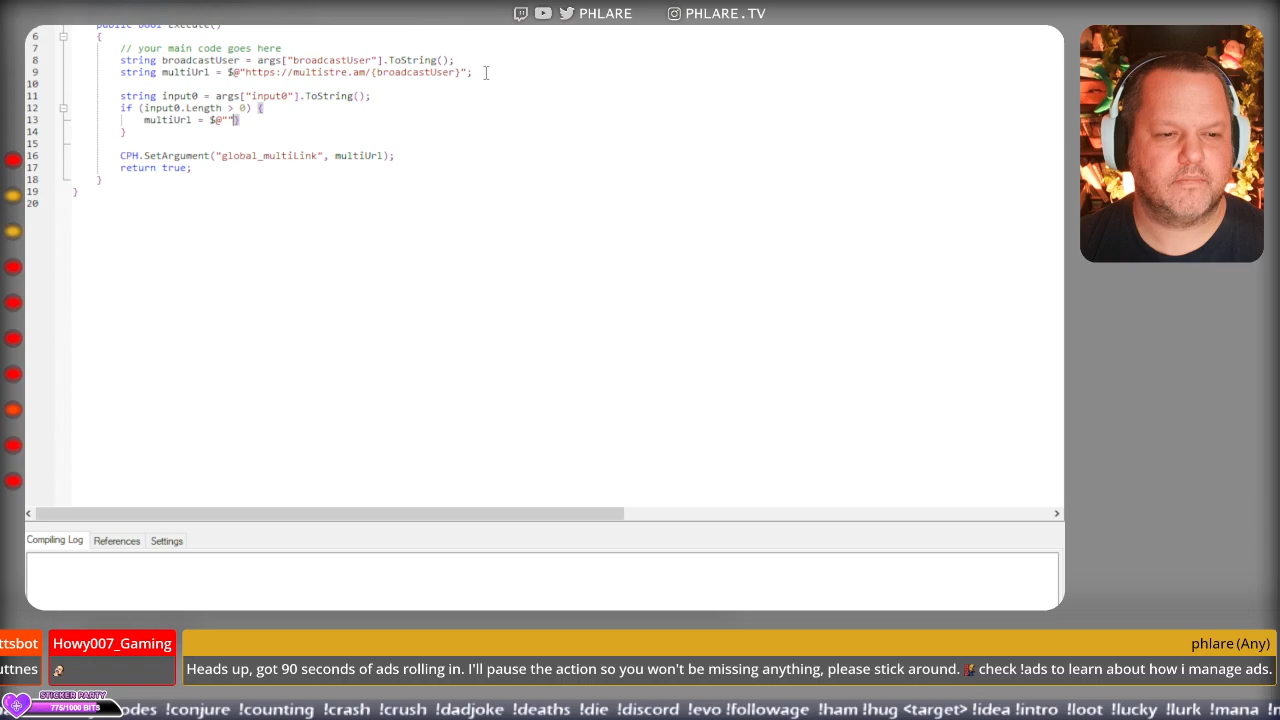 PHLARE PHLARE.TV
6 {
7 // your main code goes here
8 string broadcastUser = args["broadcastUser"].ToString();
9 string multiUrl = $@"https://multistre.am/{broadcastUser}";
10
11 string input0 = args["input0"].ToString();
12 if (input0.Length > 0) {
13 multiUrl = $@""}
14 }
15
16 CPH.SetArgument("global_multiLink", multiUrl);
17 return true;
18 }
19 }
20
Compiling Log References Settings
ttsbot Howy007_Gaming phlare (Any)
uttnes Heads up, got 90 seconds of ads rolling in. I'll pause the action so you won't be missing anything, please stick around. check !ads to learn about how i manage ads.
STICKER PARTY
775/1000 BITS
odes !conjure !counting !crash !crush !dadjoke !deaths !die !discord !evo !followage !ham !hug <target> !idea !intro !loot !lucky !lurk !mana